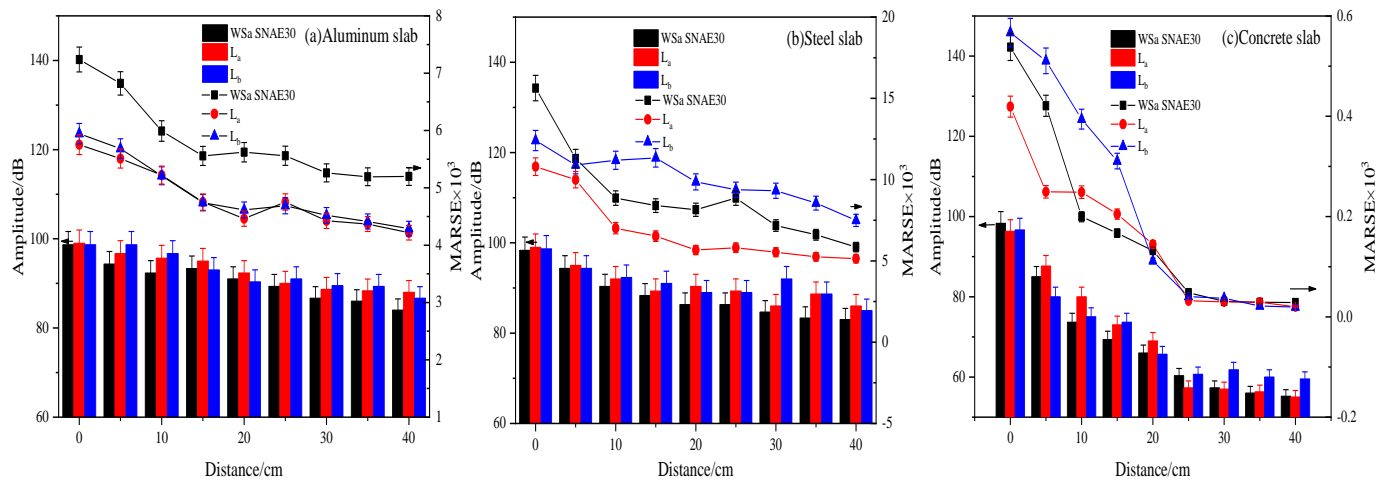 (a)Aluminum slab
WSa SNAE30
La
Lb
WSa SNAE30
La
Lb
Amplitude/dB
140
120
100
80
60
8
7
6
5
4
3
2
1
MARSE×10³
0 10 20 30 40
Distance/cm
(b)Steel slab
WSa SNAE30
La
Lb
WSa SNAE30
La
Lb
Amplitude/dB
140
120
100
80
60
20
15
10
5
0
-5
MARSE×10³
0 10 20 30 40
Distance/cm
(c)Concrete slab
WSa SNAE30
La
Lb
WSa SNAE30
La
Lb
Amplitude/dB
140
120
100
80
60
0.6
0.4
0.2
0.0
-0.2
MARSE×10³
0 10 20 30 40
Distance/cm